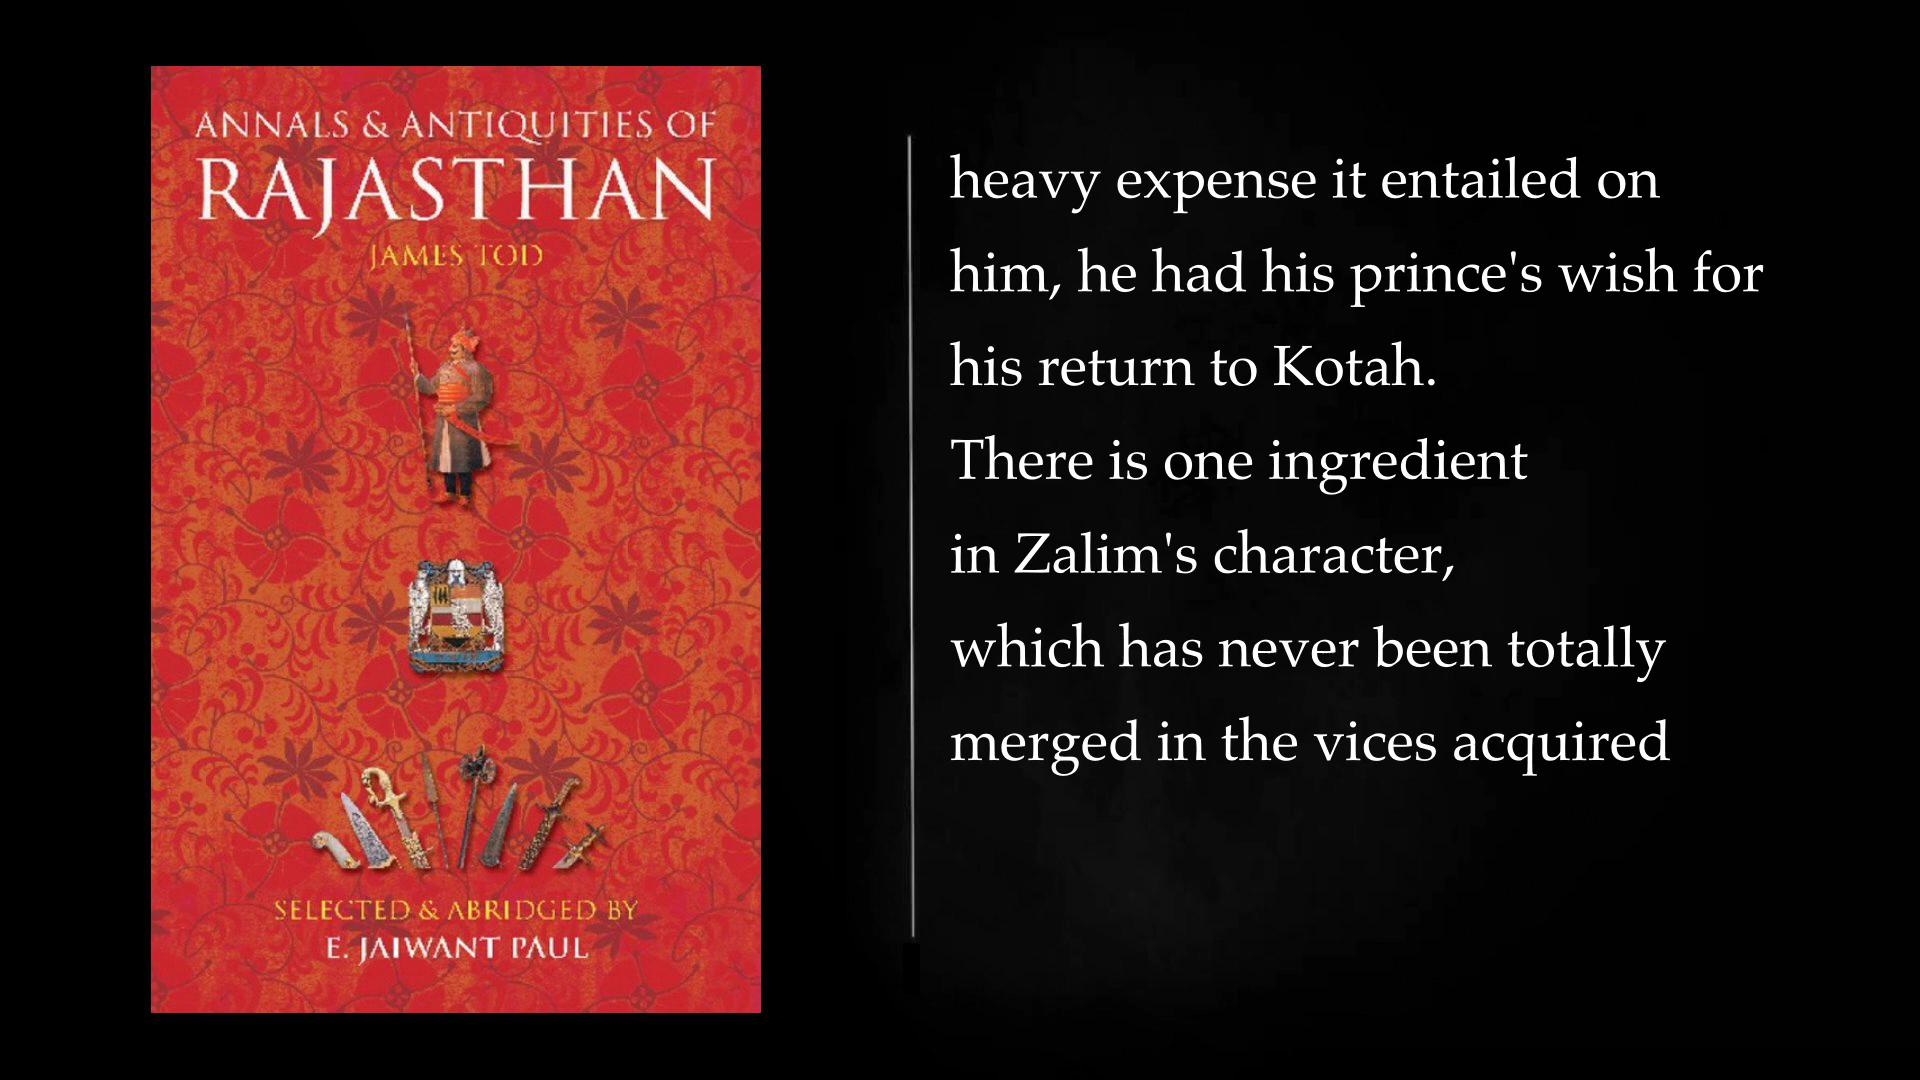 ANNALS & ANTIQUITIES OF
RAJASTHAN
JAMES TOD
SELECTED & ABRIDGED BY
E. JAIWANT PAUL
heavy expense it entailed on
him, he had his prince's wish for
his return to Kotah.
There is one ingredient
in Zalim's character,
which has never been totally
merged in the vices acquired